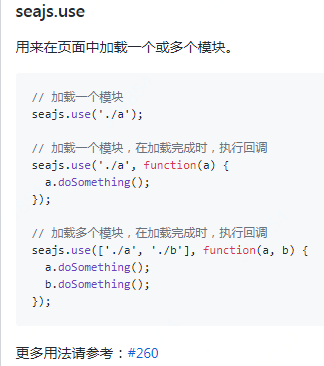 seajs.use
用来在页面中加载一个或多个模块。
// 加载一个模块
seajs.use('./a');
// 加载一个模块，在加载完成时，执行回调
seajs.use('./a', function(a) {
  a.doSomething();
});
// 加载多个模块，在加载完成时，执行回调
seajs.use(['./a', './b'], function(a, b) {
  a.doSomething();
  b.doSomething();
});
更多用法请参考：#260